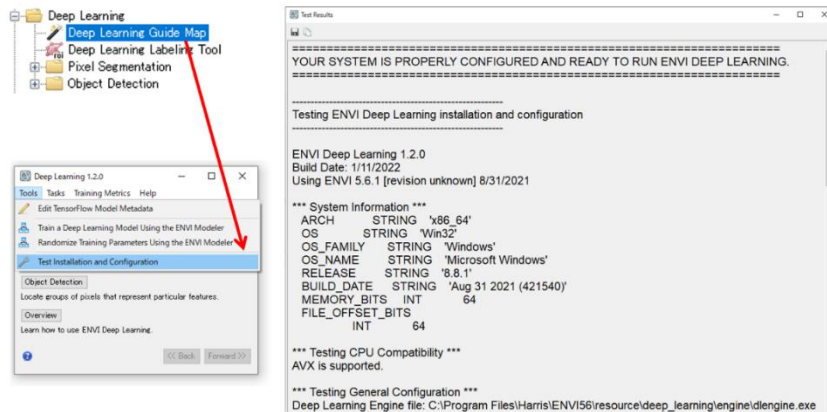 Deep Learning
Deep Learning Guide Map
Deep Learning Labeling Tool
Pixel Segmentation
Object Detection
Deep Learning 1.2.0
Tools Tasks Training Metrics Help
Edit TensorFlow Model Metadata
Train a Deep Learning Model Using the ENVI Modeler
Randomize Training Parameters Using the ENVI Modeler
Test Installation and Configuration
Object Detection
Locate groups of pixels that represent particular features.
Overview
Learn how to use ENVI Deep Learning.
<< Back Forward >>
Test Results
======================================================================
YOUR SYSTEM IS PROPERLY CONFIGURED AND READY TO RUN ENVI DEEP LEARNING.
======================================================================
--------------------------------------------------------
Testing ENVI Deep Learning installation and configuration
--------------------------------------------------------
ENVI Deep Learning 1.2.0
Build Date: 1/11/2022
Using ENVI 5.6.1 [revision unknown] 8/31/2021
*** System Information ***
ARCH STRING 'x86_64'
OS STRING 'Win32'
OS_FAMILY STRING 'Windows'
OS_NAME STRING 'Microsoft Windows'
RELEASE STRING '8.8.1'
BUILD_DATE STRING 'Aug 31 2021 (421540)'
MEMORY_BITS INT 64
FILE_OFFSET_BITS
INT 64
*** Testing CPU Compatibility ***
AVX is supported.
*** Testing General Configuration ***
Deep Learning Engine file: C:\Program Files\Harris\ENVI56\resource\deep_learning\engine\dlengine.exe